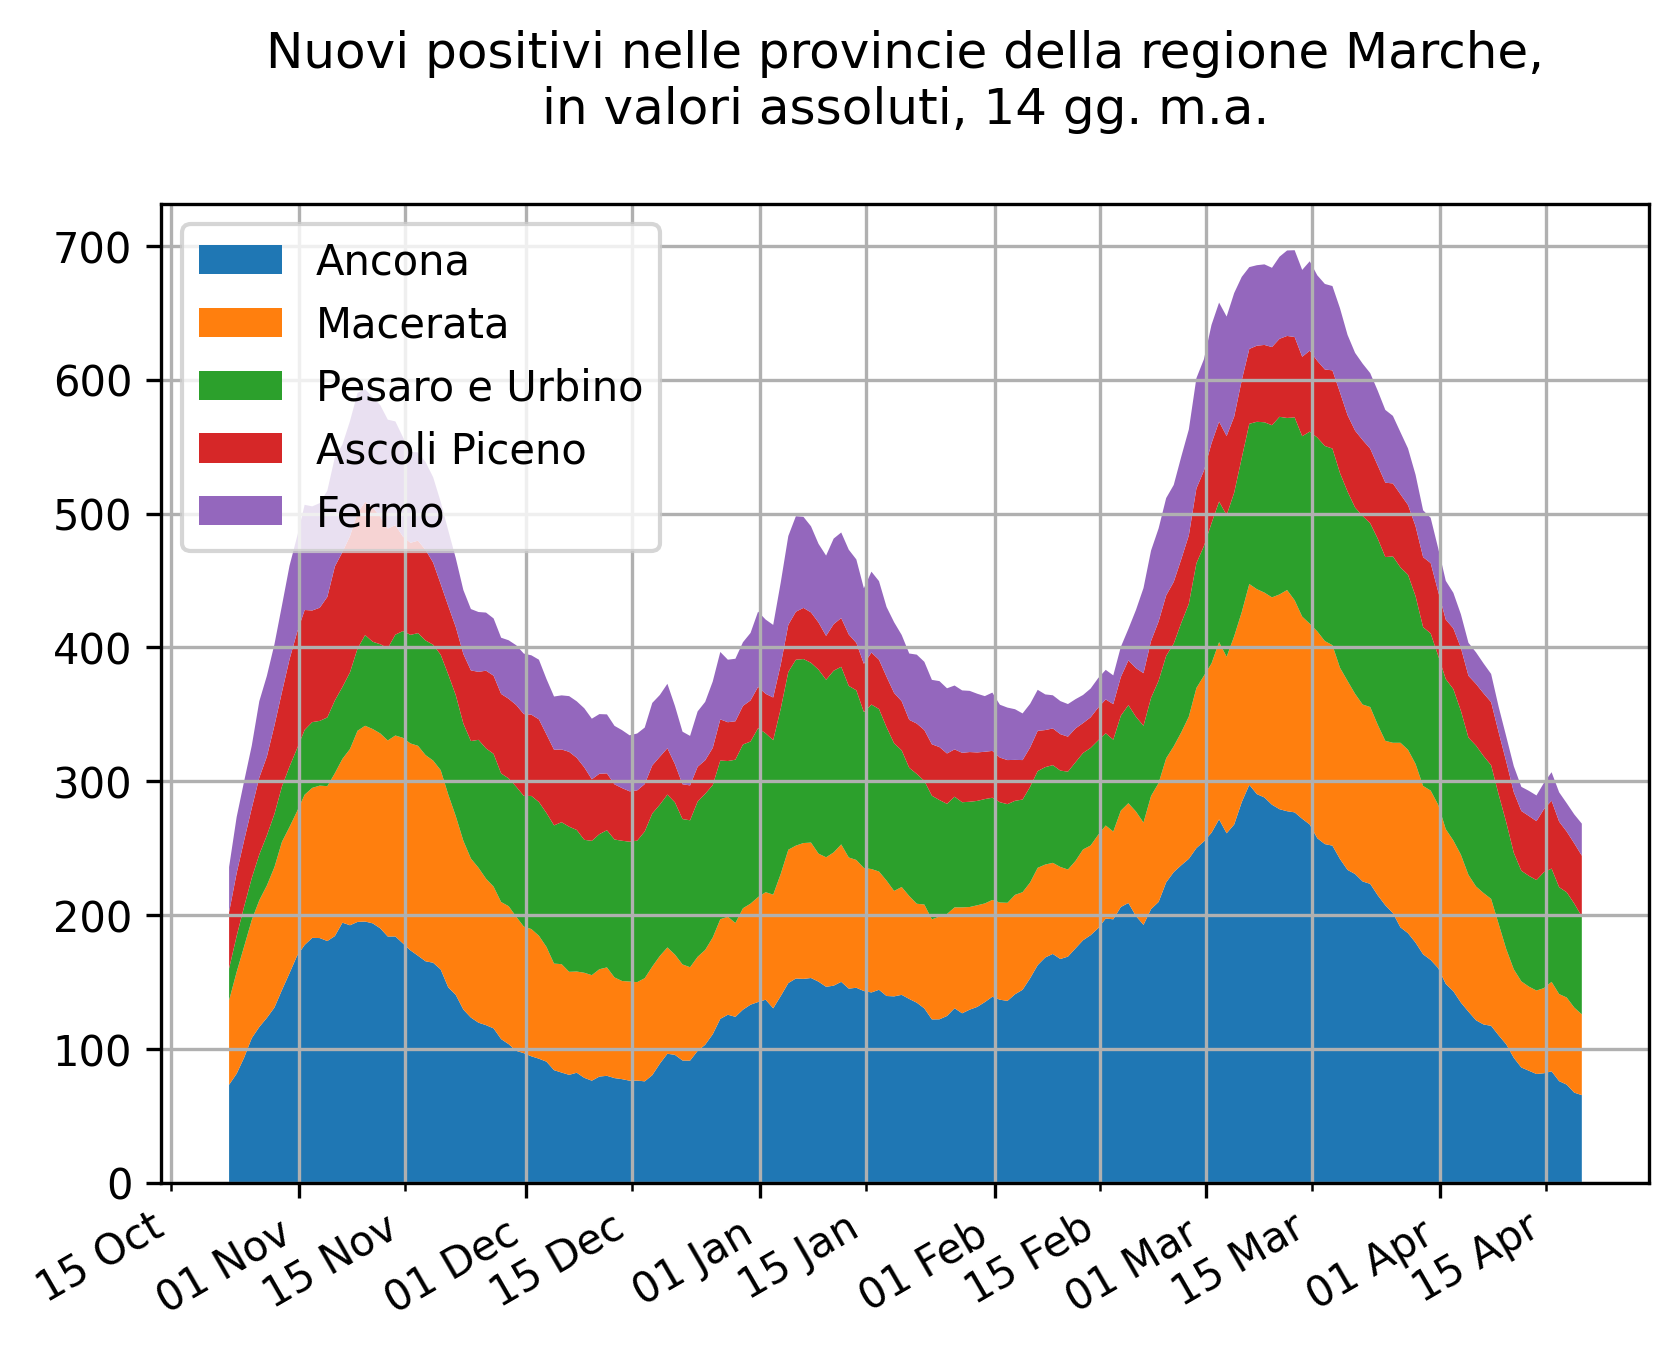 Nuovi positivi nelle provincie della regione Marche,
in valori assoluti, 14 gg. m.a.
700
600
500
400
300
200
100
0
Ancona
Macerata
Pesaro e Urbino
Ascoli Piceno
Fermo
15 Oct
01 Nov
15 Nov
01 Dec
15 Dec
01 Jan
15 Jan
01 Feb
15 Feb
01 Mar
15 Mar
01 Apr
15 Apr